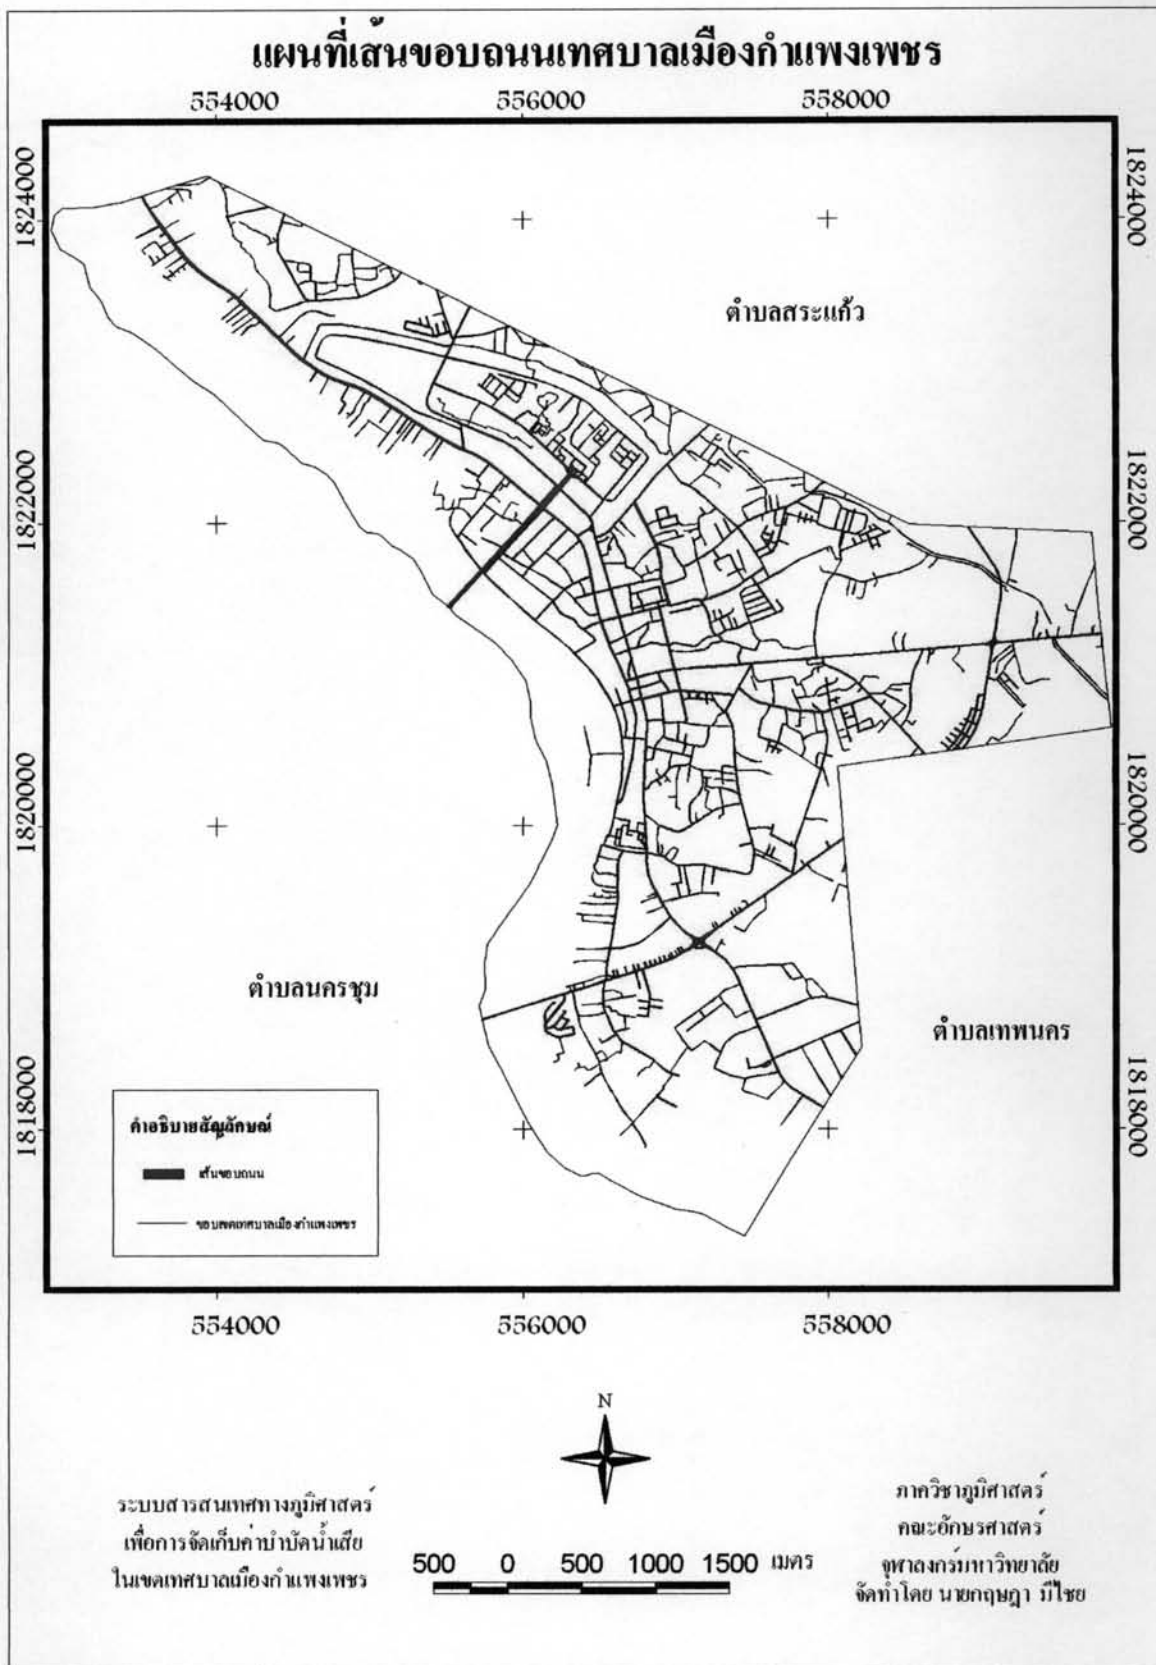 แผนที่เส้นขอบถนนเทศบาลเมืองกำแพงเพชร
554000 556000 558000
1824000 1824000
ตำบลสระแก้ว
1822000 1822000
1820000 1820000
ตำบลนครชุม
ตำบลเทพนคร
1818000 1818000
คำอธิบายสัญลักษณ์
เส้นขอบถนน
ขอบเขตเทศบาลเมืองกำแพงเพชร
554000 556000 558000
N
ระบบสารสนเทศทางภูมิศาสตร์
เพื่อการจัดเก็บค่าบำบัดน้ำเสีย
ในเขตเทศบาลเมืองกำแพงเพชร
500 0 500 1000 1500 เมตร
ภาควิชาภูมิศาสตร์
คณะอักษรศาสตร์
จุฬาลงกรณ์มหาวิทยาลัย
จัดทำโดย นายกฤษฎา มีไชย